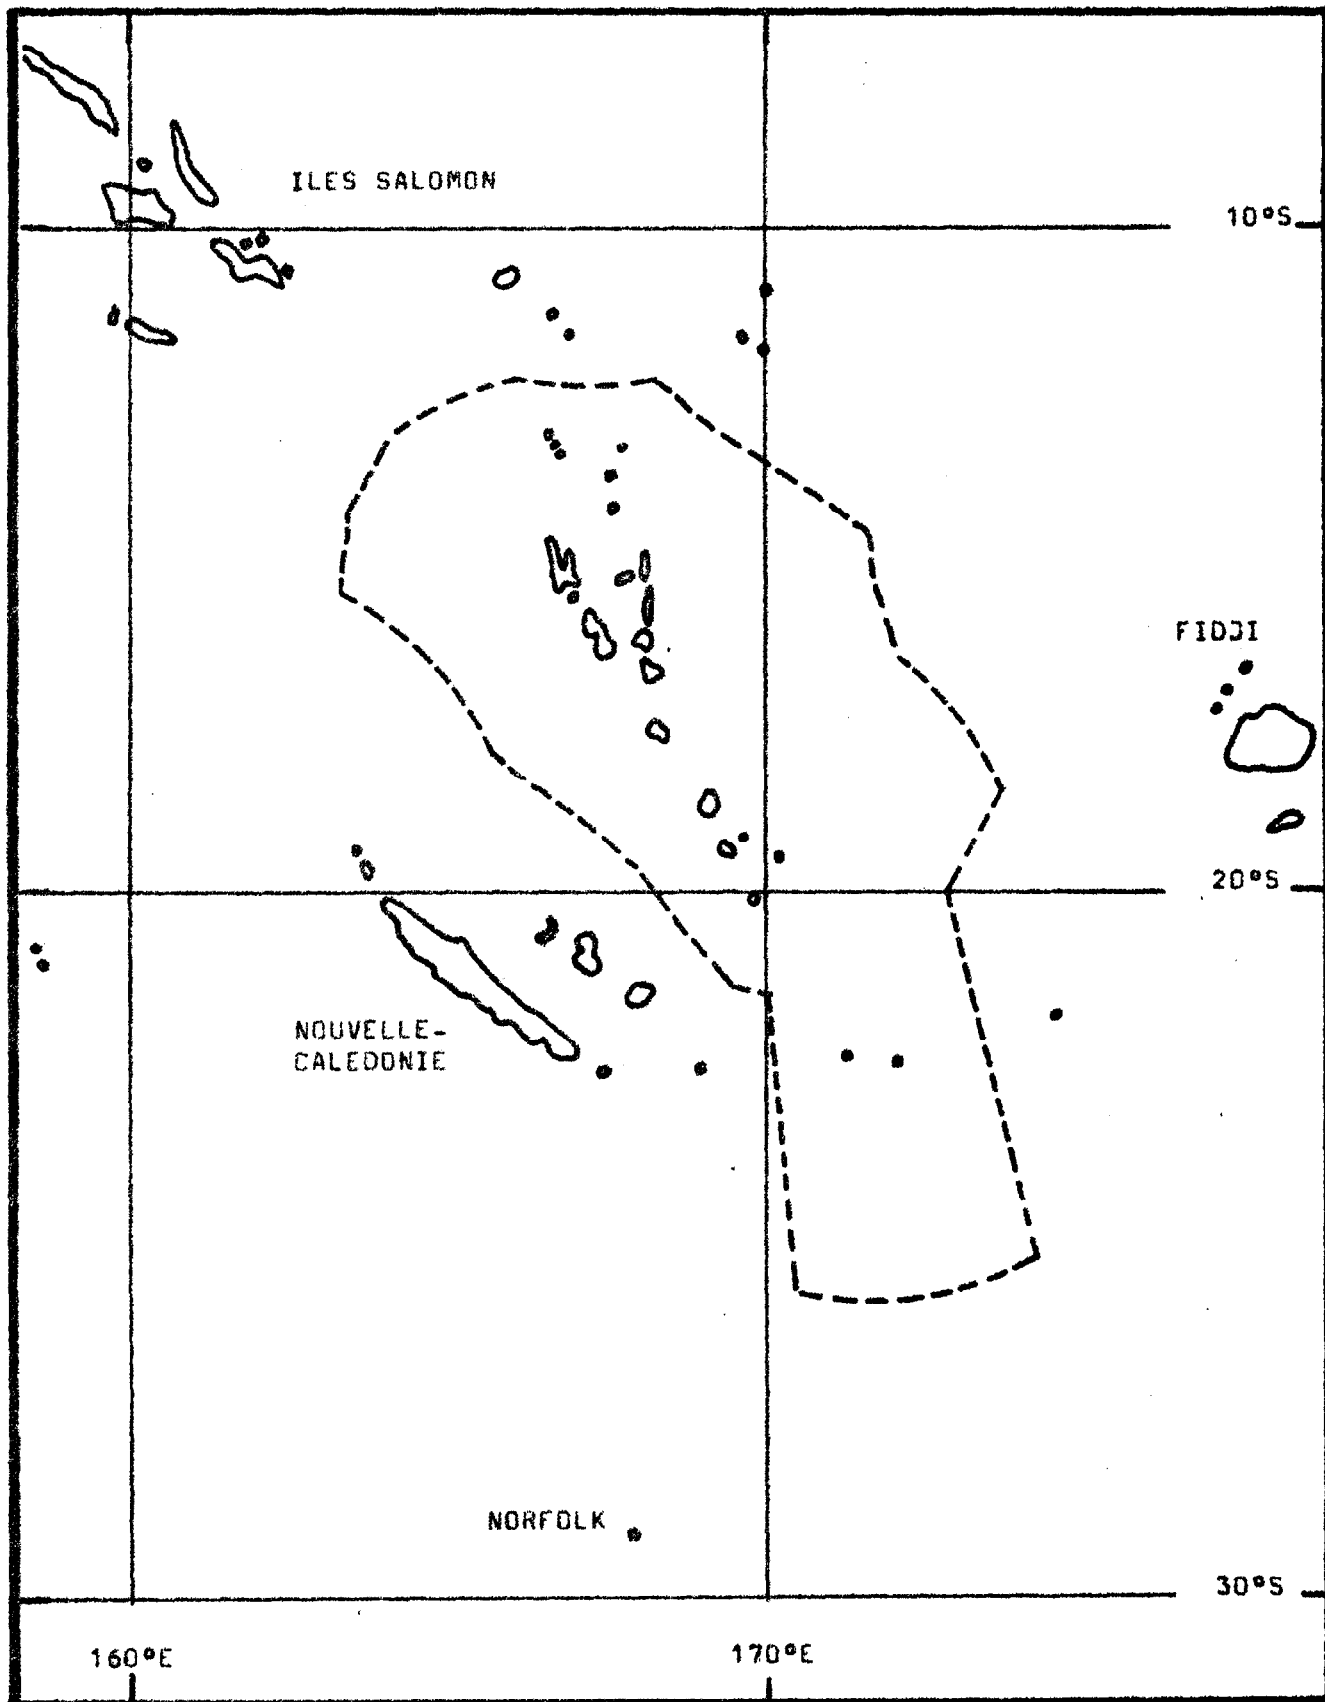 ILES SALOMON
10°S
FIDJI
20°S
NOUVELLE-
CALEDONIE
NORFOLK
30°S
160°E
170°E